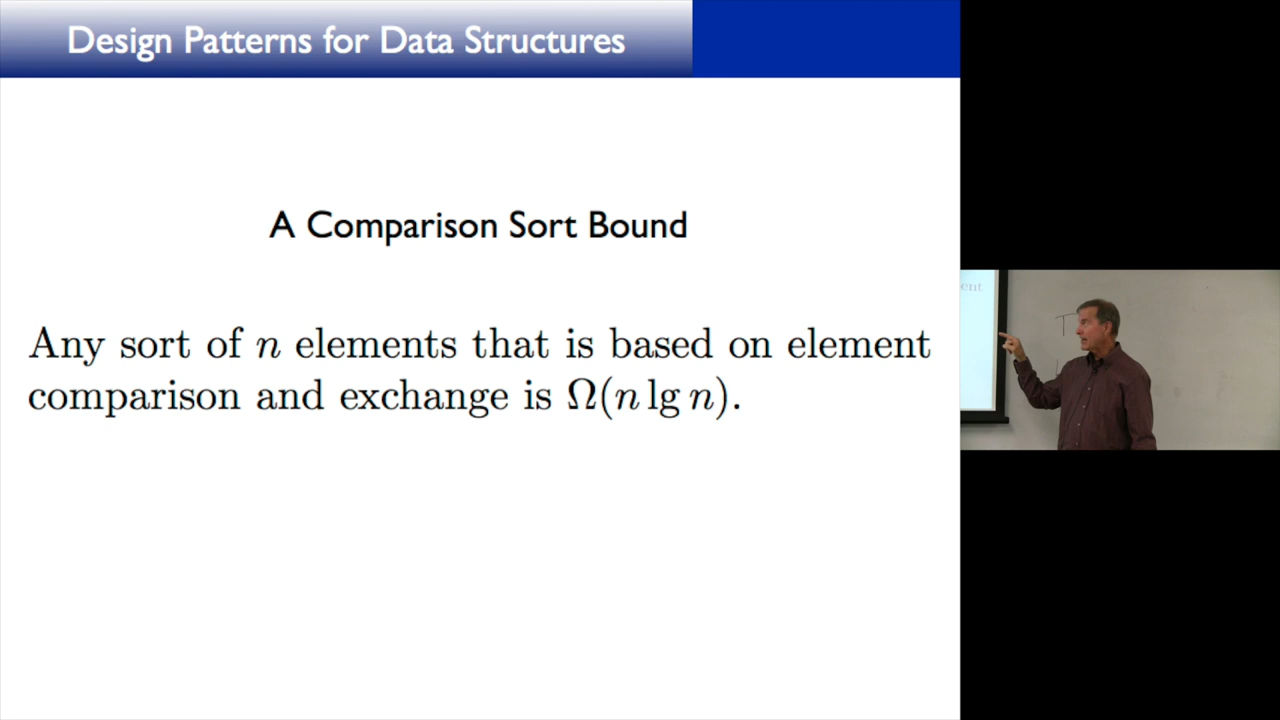 Design Patterns for Data Structures
A Comparison Sort Bound
Any sort of n elements that is based on element
comparison and exchange is Ω(n lg n).
ent
T